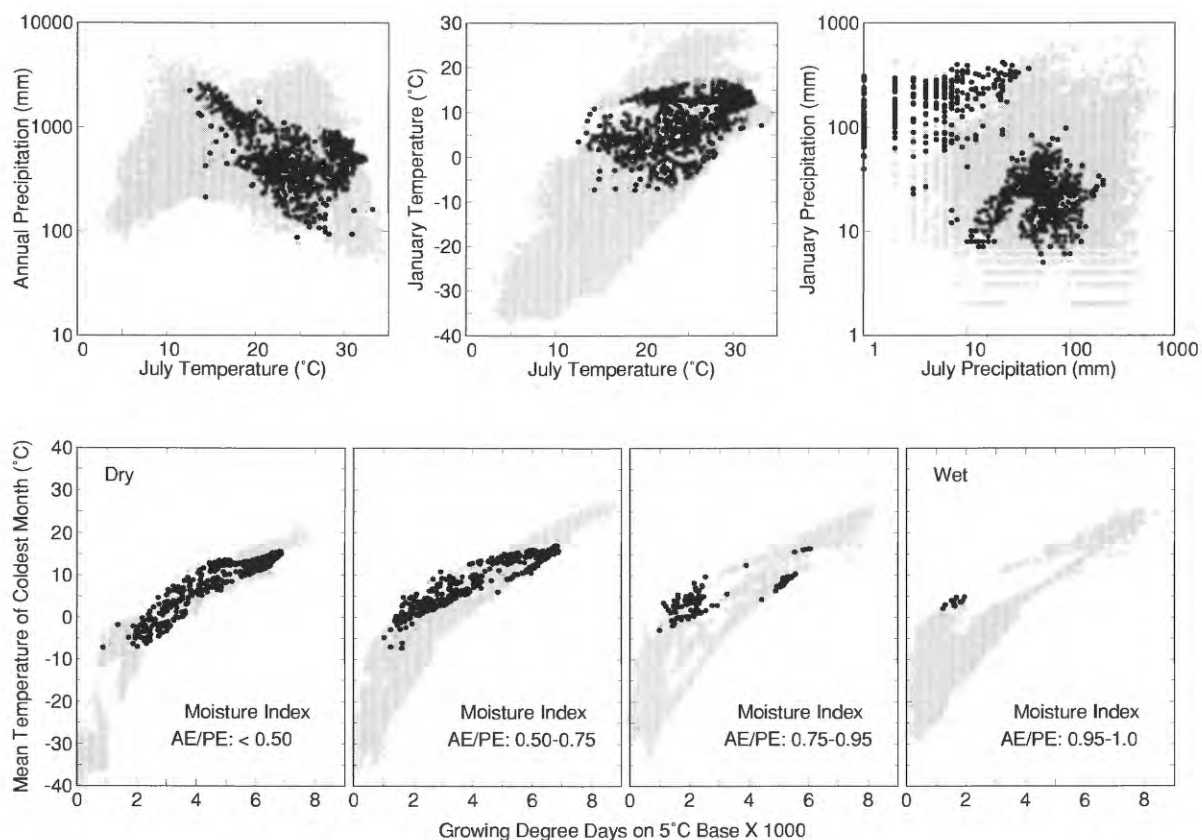 10000
1000
100
10
Annual Precipitation (mm)
0 10 20 30
July Temperature (°C)
30
20
10
0
-10
-20
-30
-40
January Temperature (°C)
0 10 20 30
July Temperature (°C)
1000
100
10
1
January Precipitation (mm)
1 10 100 1000
July Precipitation (mm)
Mean Temperature of Coldest Month (°C)
40
30
20
10
0
-10
-20
-30
-40
Dry
Moisture Index
AE/PE: < 0.50
0 2 4 6 8
Moisture Index
AE/PE: 0.50-0.75
0 2 4 6 8
Moisture Index
AE/PE: 0.75-0.95
0 2 4 6 8
Wet
Moisture Index
AE/PE: 0.95-1.0
0 2 4 6 8
Growing Degree Days on 5°C Base X 1000